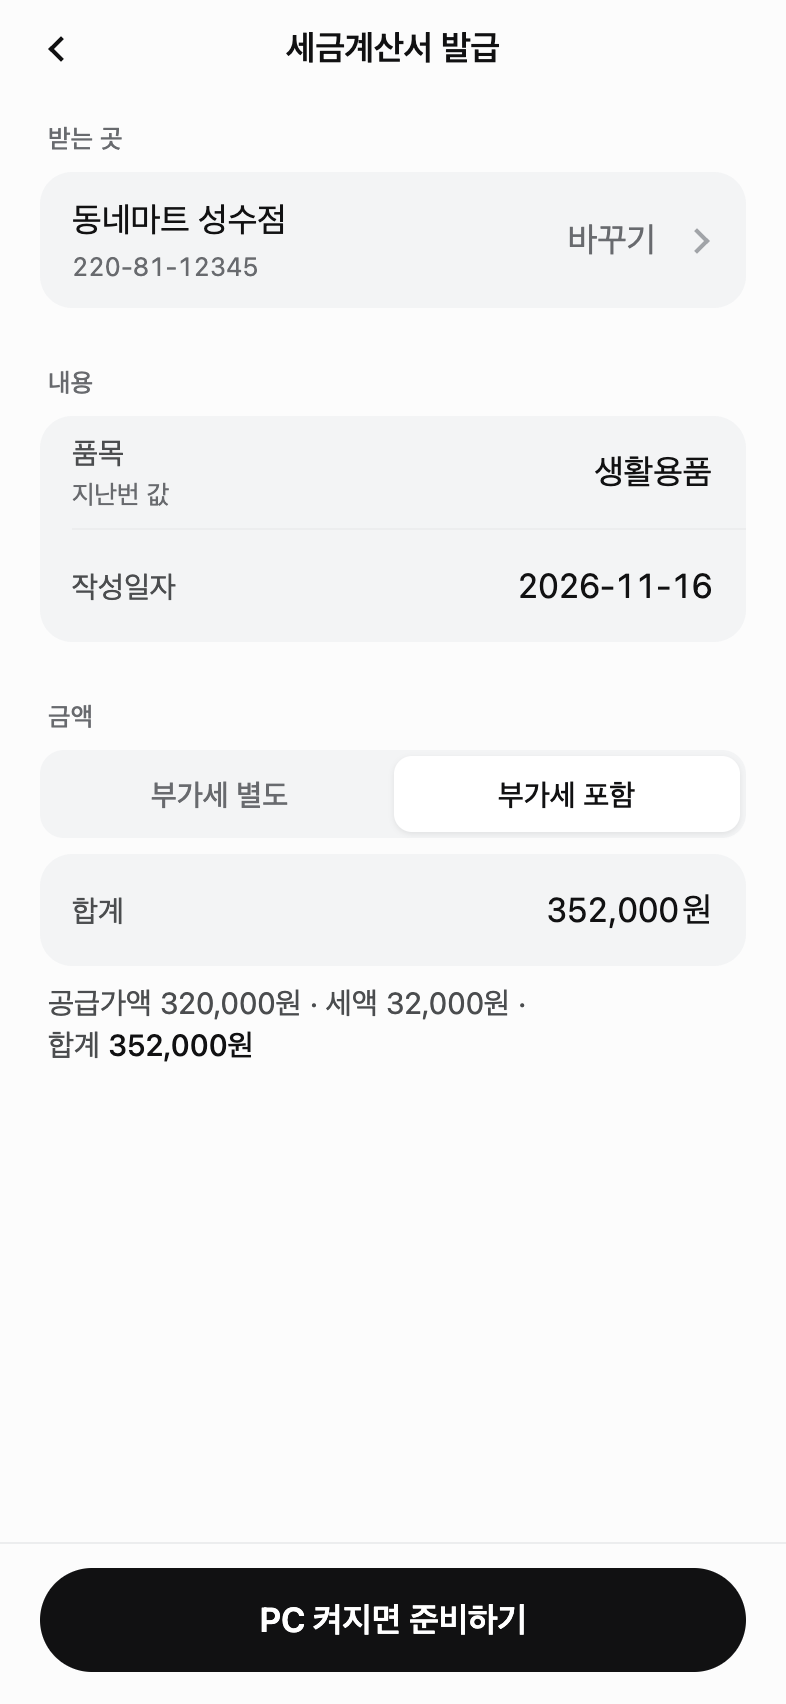 세금계산서 발급
받는 곳
동네마트 성수점
220-81-12345
바꾸기
내용
품목
지난번 값
생활용품
작성일자
2026-11-16
금액
부가세 별도
부가세 포함
합계
352,000원
공급가액 320,000원 · 세액 32,000원 ·
합계 352,000원
PC 켜지면 준비하기